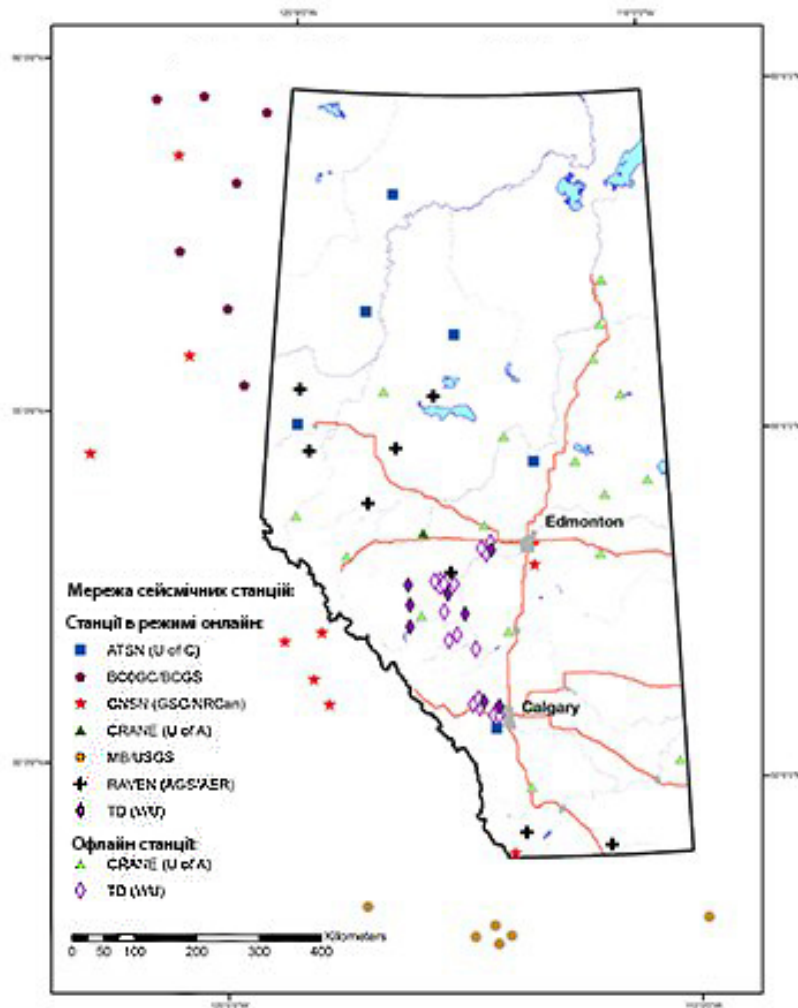 Edmonton
Мережа сейсмічних станцій:
Станції в режимі онлайн:
ATSN (U of C)
BCOGC/BCGS
CNSN (GSC/NRCan)
Calgary
CRANE (U of A)
MB/USGS
RAVEN (AGS/AER)
TD (WU)
Офлайн станції:
CRANE (U of A)
TD (WU)
Kilometers
0 50 100 200 300 400